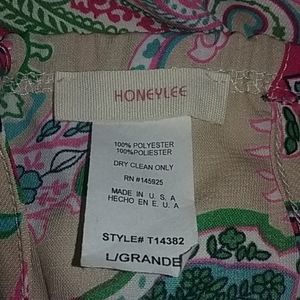 HONEYLEE
100% POLYESTER
100%POLIESTER
DRY CLEAN ONLY
RN #145925
MADE IN U.S.A
HECHO EN E.U.A
STYLE# T14382
L/GRANDE